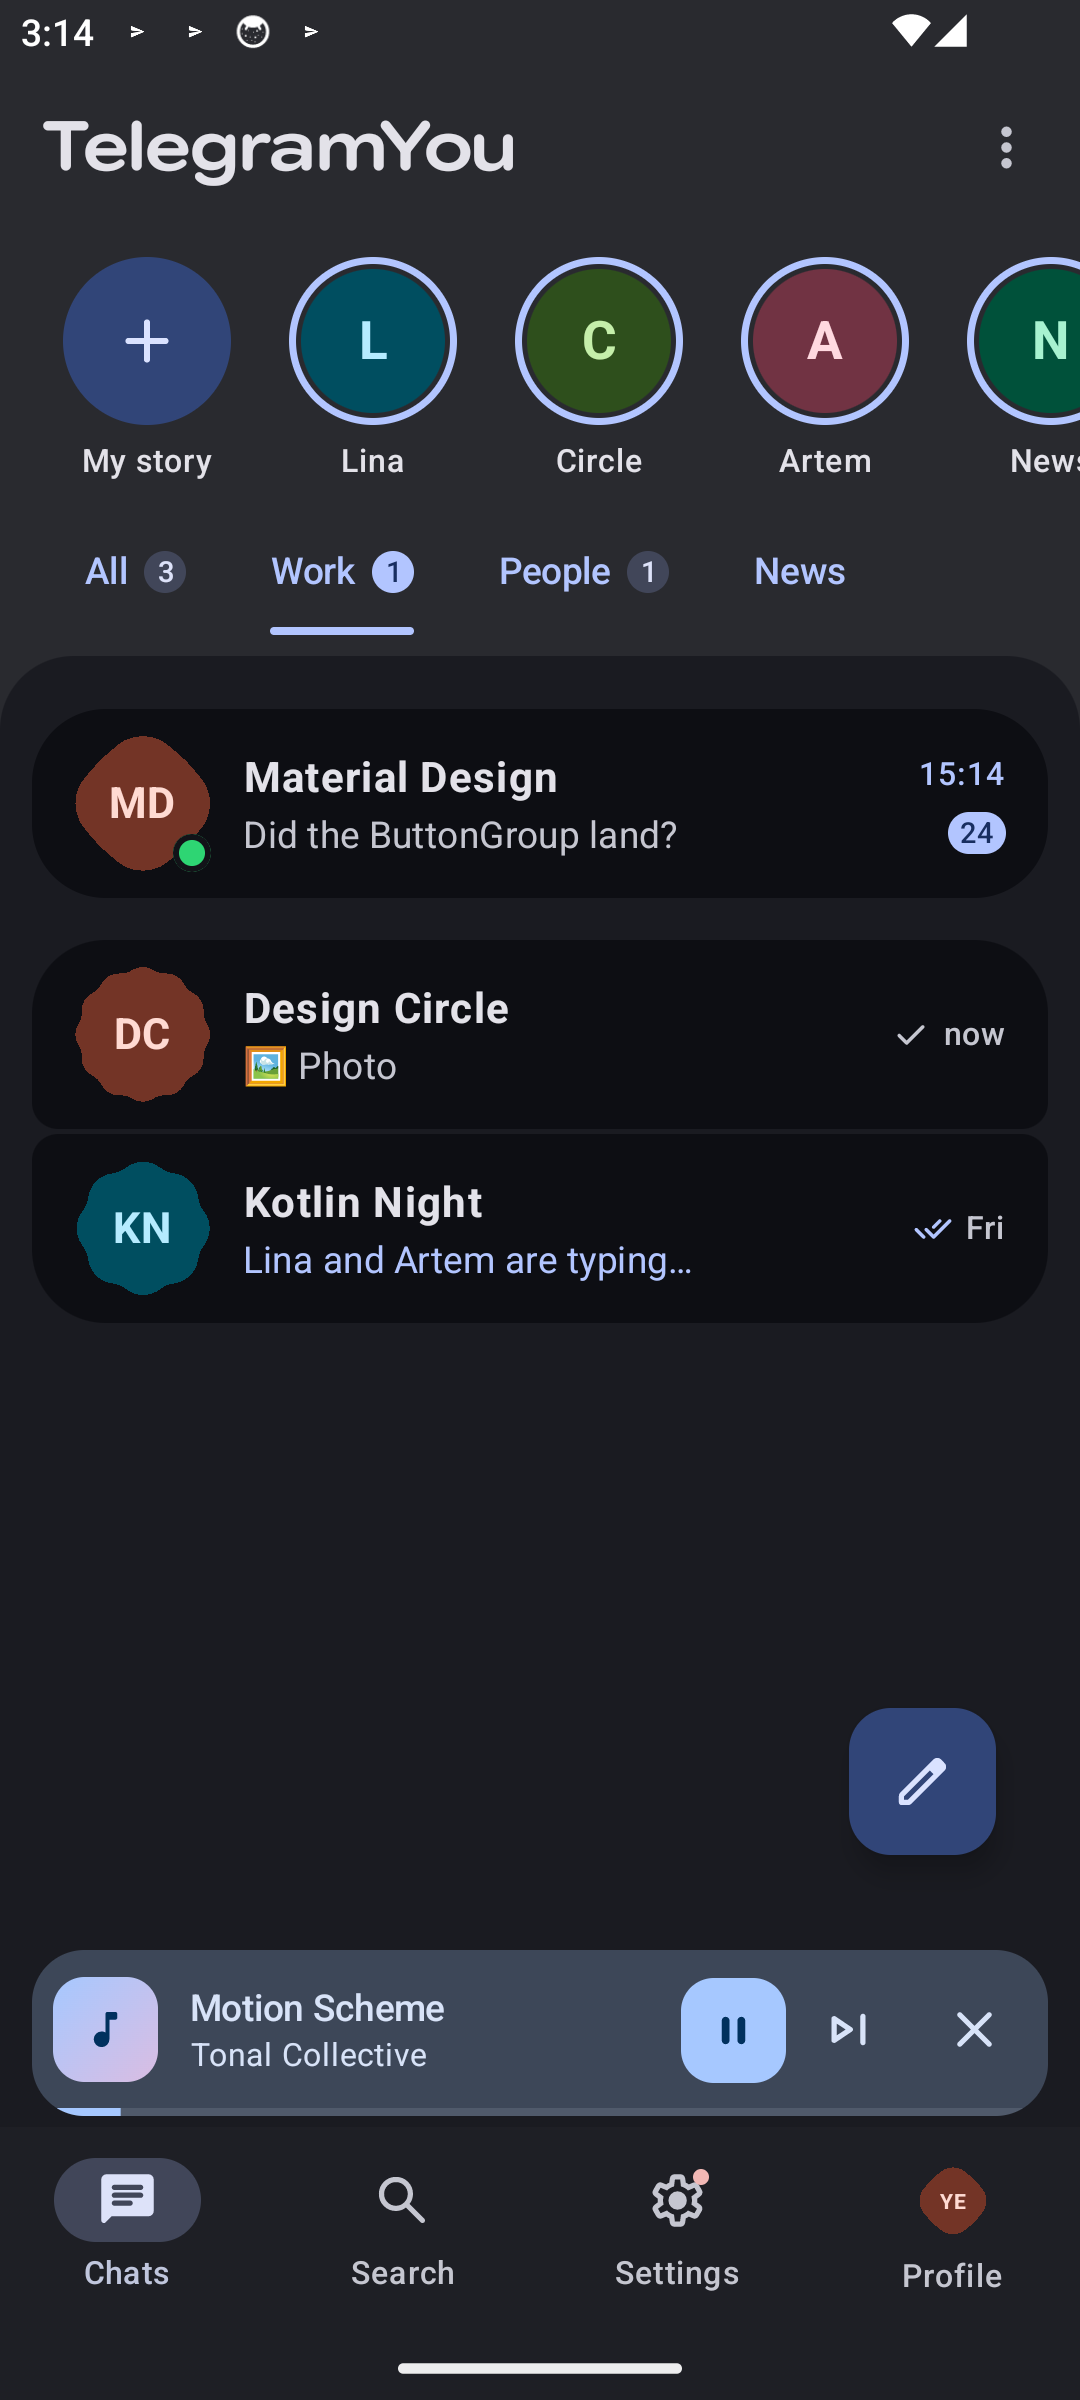 3:14
TelegramYou
L
C
A
N
My story
Lina
Circle
Artem
News
All 3
Work 1
People 1
News
MD
Material Design
15:14
Did the ButtonGroup land?
24
DC
Design Circle
now
🖼️ Photo
KN
Kotlin Night
Fri
Lina and Artem are typing…
Motion Scheme
Tonal Collective
YE
Chats
Search
Settings
Profile